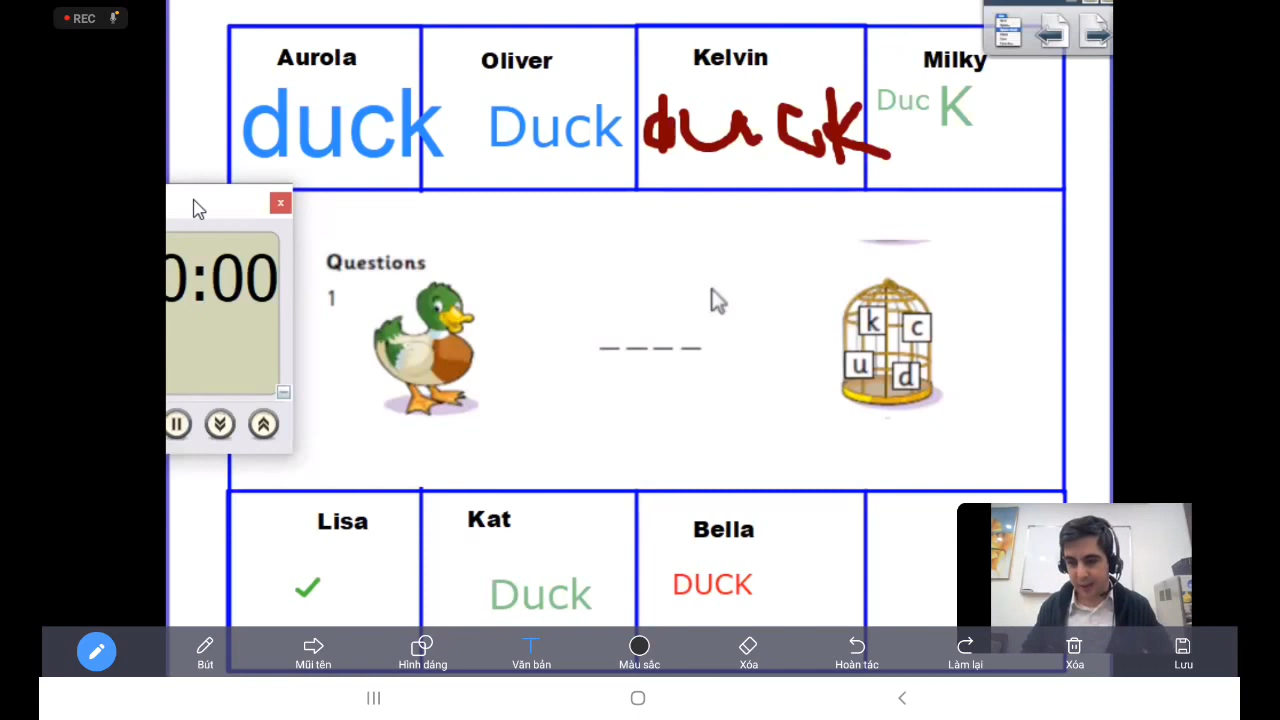 REC
Aurola
Oliver
Kelvin
Milky
duck
Duck
duck
Duc K
0:00
Questions
1
_ _ _ _
k
c
u
d
Lisa
Kat
Bella
Duck
DUCK
Bút
Mũi tên
Hình dáng
Văn bản
Màu sắc
Xóa
Hoàn tác
Làm lại
Xóa
Lưu